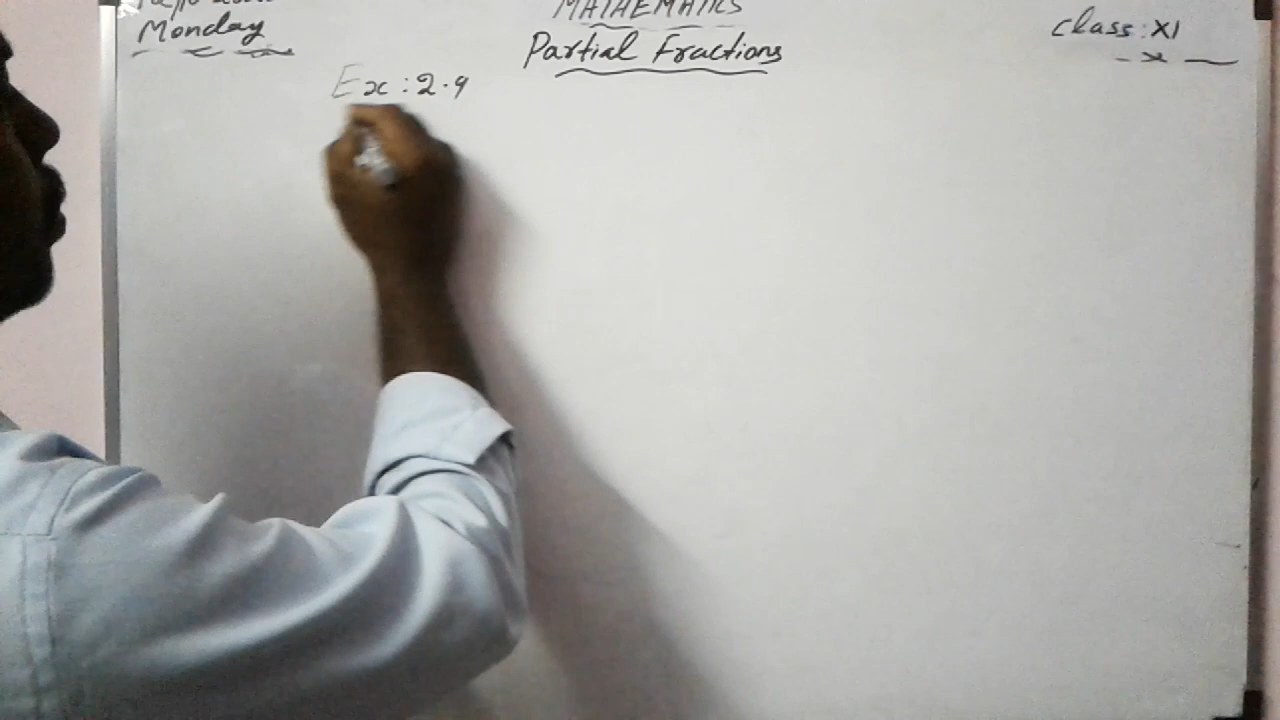 Monday
MATHEMATICS
Class: XI
Partial Fractions
Ex: 2.9